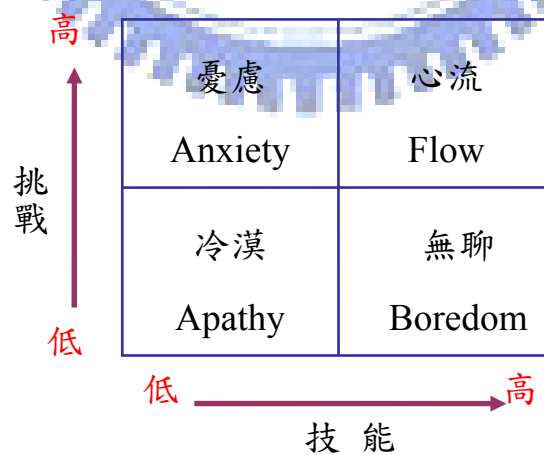 高
憂慮
心流
Anxiety
Flow
挑
戰
冷漠
無聊
Apathy
Boredom
低
低
高
技 能